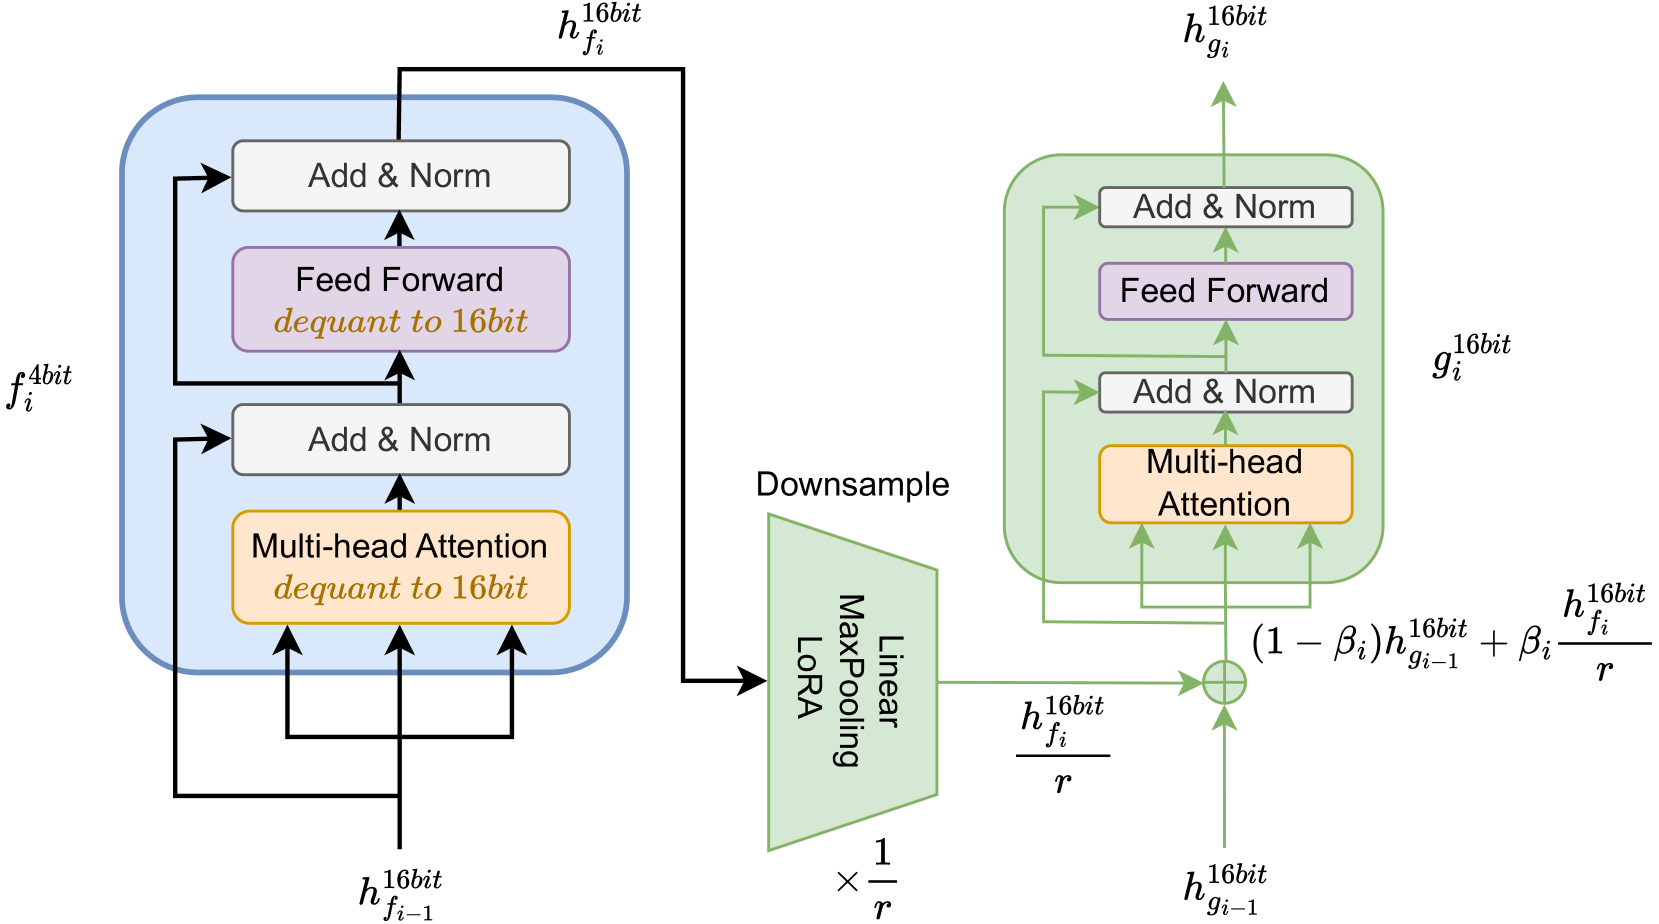 $h_{f_i}^{16bit}$
Add & Norm
Feed Forward
dequant to 16bit
$f_i^{4bit}$
Add & Norm
Multi-head Attention
dequant to 16bit
$h_{f_{i-1}}^{16bit}$
Downsample
Linear
MaxPooling
LoRA
$\times \frac{1}{r}$
$\frac{h_{f_i}^{16bit}}{r}$
$h_{g_i}^{16bit}$
Add & Norm
Feed Forward
$g_i^{16bit}$
Add & Norm
Multi-head
Attention
$(1 - \beta_i)h_{g_{i-1}}^{16bit} + \beta_i \frac{h_{f_i}^{16bit}}{r}$
$h_{g_{i-1}}^{16bit}$